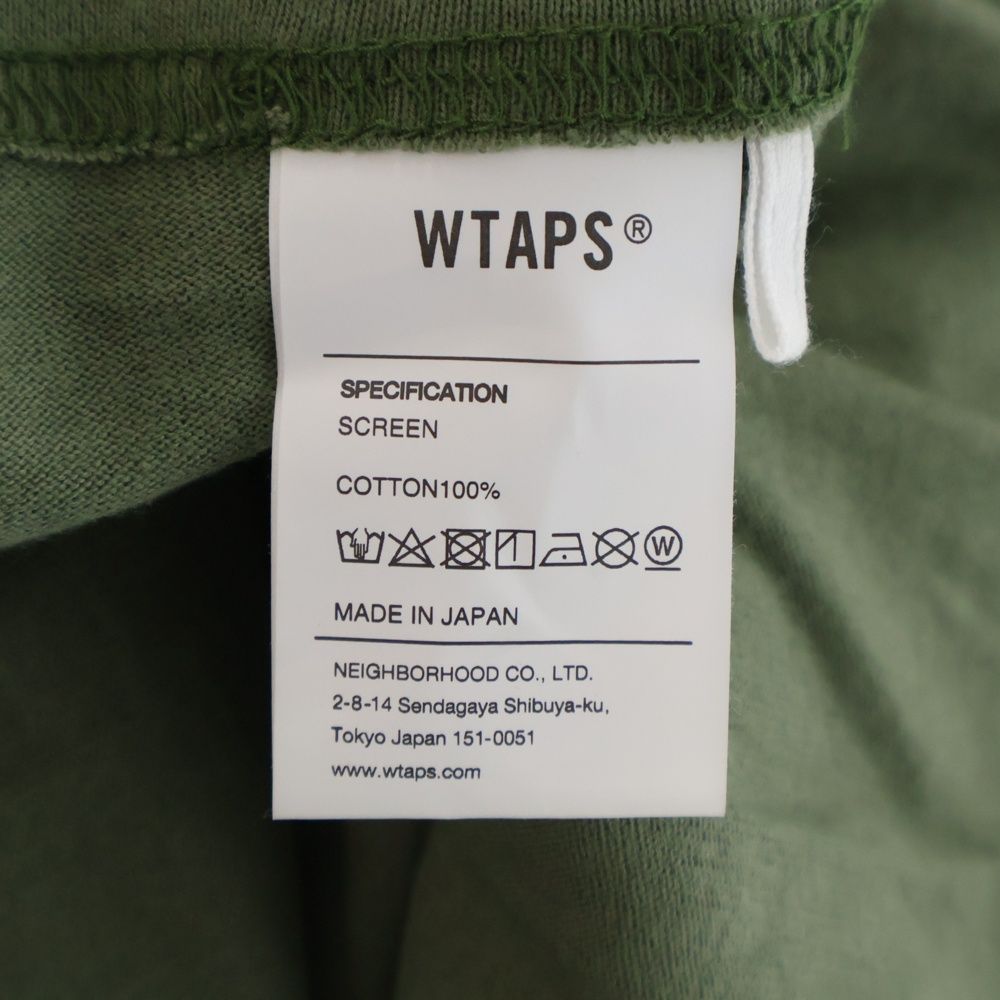 WTAPS®
SPECIFICATION
SCREEN
COTTON100%
W
MADE IN JAPAN
NEIGHBORHOOD CO., LTD.
2-8-14 Sendagaya Shibuya-ku,
Tokyo Japan 151-0051
www.wtaps.com